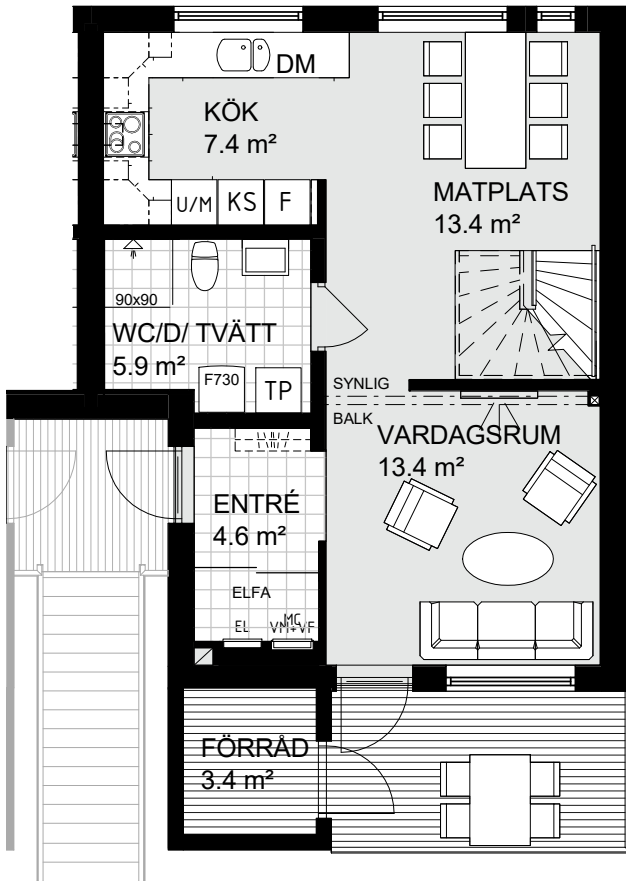 DM
KÖK
7.4 m²
U/M KS F
MATPLATS
13.4 m²
90x90
WC/D/ TVÄTT
5.9 m²
F730
TP
SYNLIG
BALK
VARDAGSRUM
13.4 m²
ENTRÉ
4.6 m²
ELFA
EL
MC
VM+VF
FÖRRÅD
3.4 m²